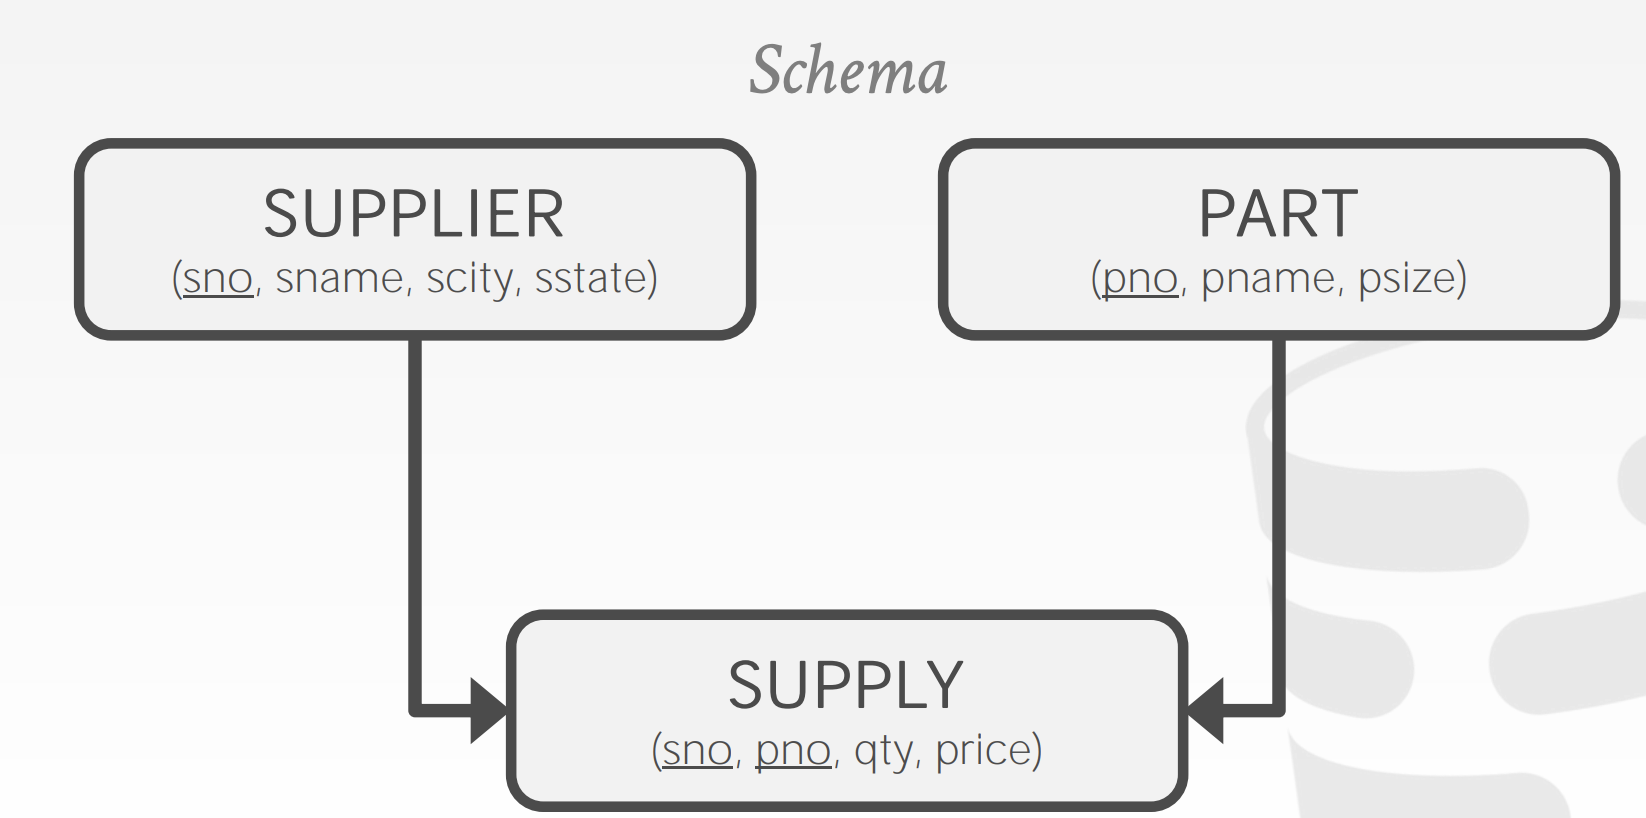 Schema
SUPPLIER
(sno, sname, scity, sstate)
PART
(pno, pname, psize)
SUPPLY
(sno, pno, qty, price)